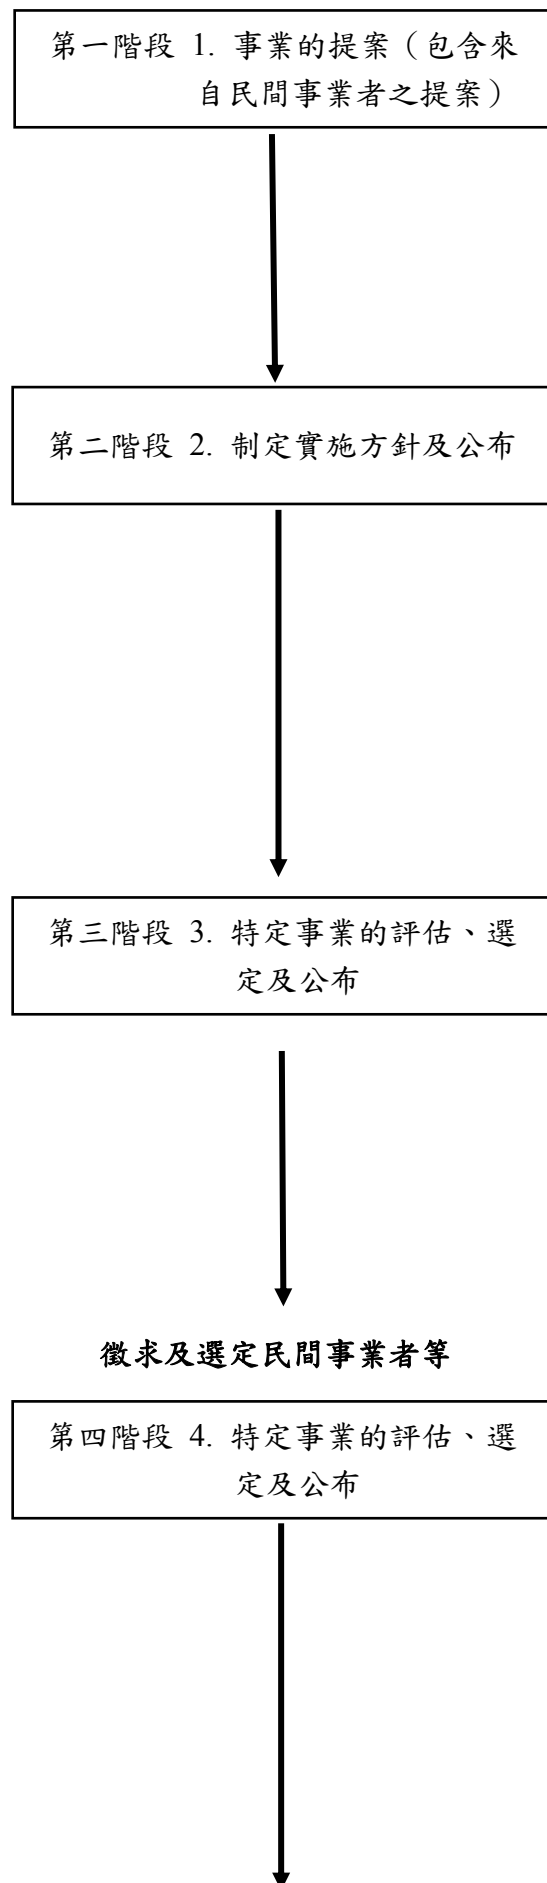 第一階段 1. 事業的提案（包含來
自民間事業者之提案）
第二階段 2. 制定實施方針及公布
第三階段 3. 特定事業的評估、選
定及公布
徵求及選定民間事業者等
第四階段 4. 特定事業的評估、選
定及公布